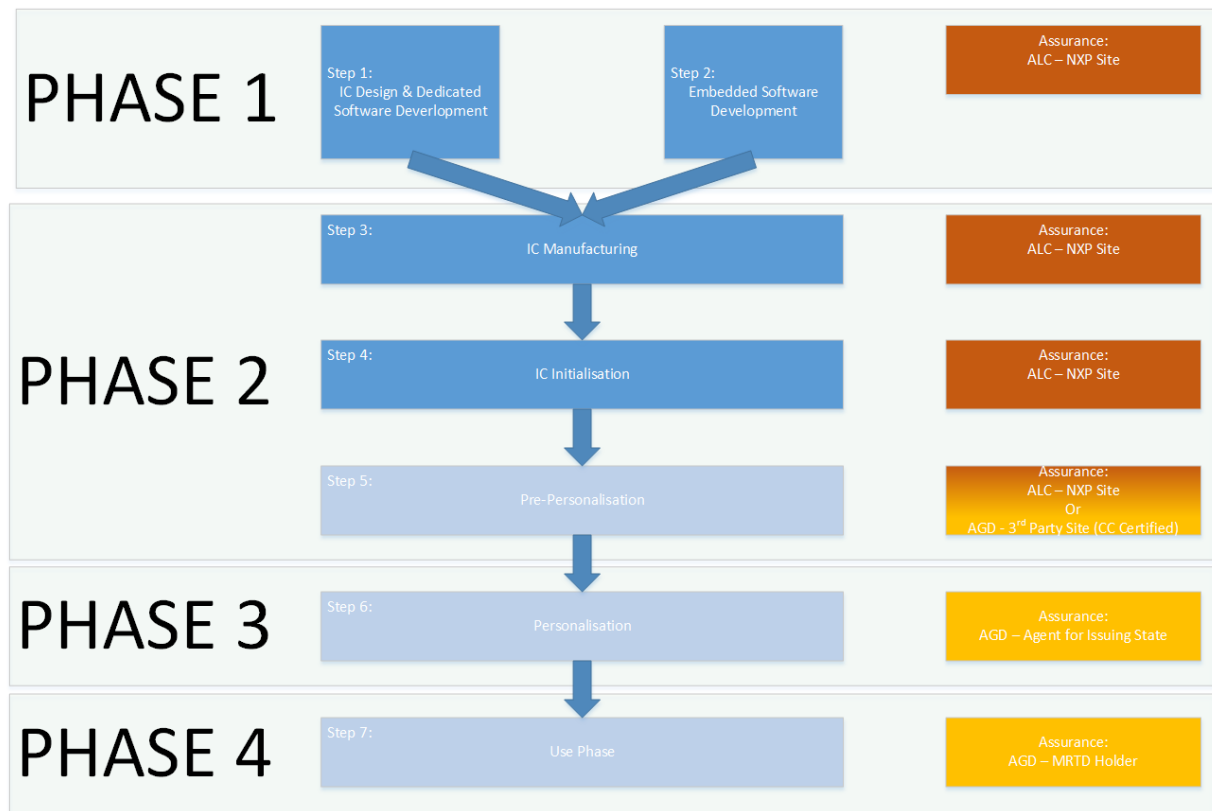 PHASE 1
Step 1:
IC Design & Dedicated
Software Deverlopment
Step 2:
Embedded Software
Development
Assurance:
ALC – NXP Site
PHASE 2
Step 3:
IC Manufacturing
Assurance:
ALC – NXP Site
Step 4:
IC Initialisation
Assurance:
ALC – NXP Site
Step 5:
Pre-Personalisation
Assurance:
ALC – NXP Site
Or
AGD - 3rd Party Site (CC Certified)
PHASE 3
Step 6:
Personalisation
Assurance:
AGD – Agent for Issuing State
PHASE 4
Step 7:
Use Phase
Assurance:
AGD – MRTD Holder